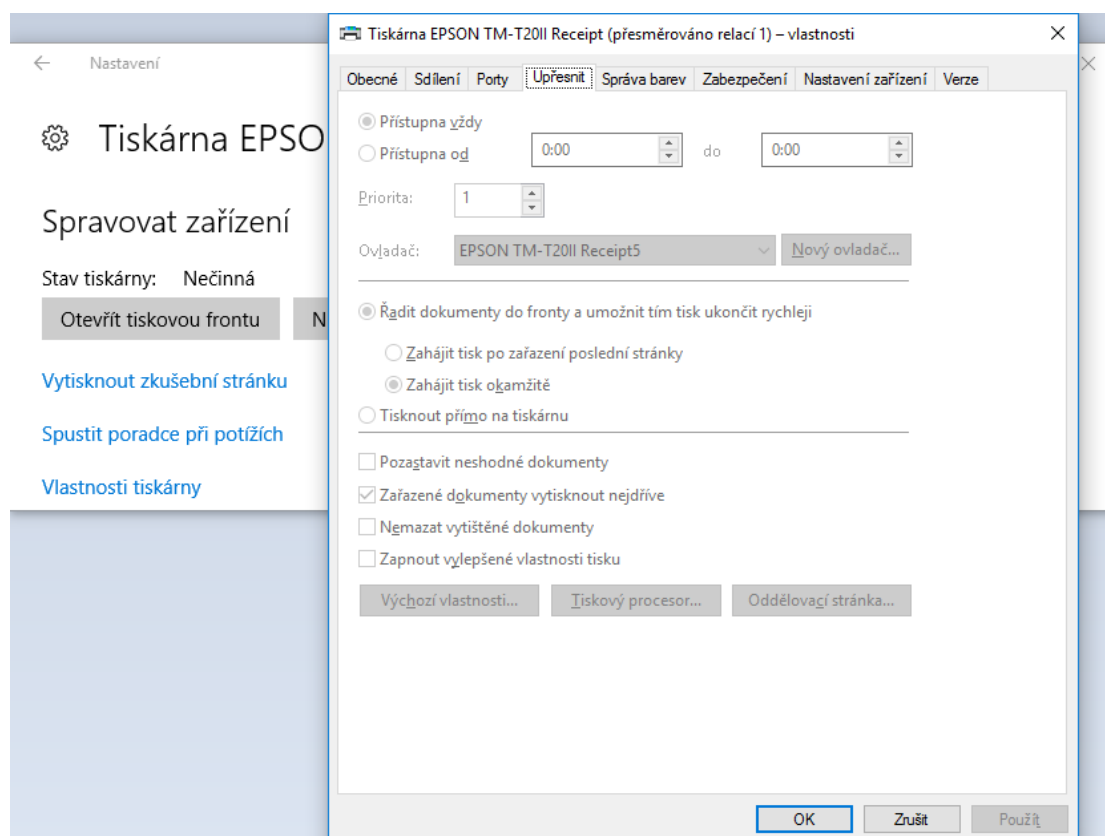 Nastavení
Tiskárna EPSO
Spravovat zařízení
Stav tiskárny: Nečinná
Otevřít tiskovou frontu N
Vytisknout zkušební stránku
Spustit poradce při potížích
Vlastnosti tiskárny
Tiskárna EPSON TM-T20II Receipt (přesměrováno relací 1) – vlastnosti
Obecné Sdílení Porty Upřesnit Správa barev Zabezpečení Nastavení zařízení Verze
Přístupna vždy
Přístupna od 0:00 do 0:00
Priorita: 1
Ovladač: EPSON TM-T20II Receipt5 Nový ovladač...
Řadit dokumenty do fronty a umožnit tím tisk ukončit rychleji
Zahájit tisk po zařazení poslední stránky
Zahájit tisk okamžitě
Tisknout přímo na tiskárnu
Pozastavit neshodné dokumenty
Zařazené dokumenty vytisknout nejdříve
Nemazat vytištěné dokumenty
Zapnout vylepšené vlastnosti tisku
Výchozí vlastnosti... Tiskový procesor... Oddělovací stránka...
OK Zrušit Použít